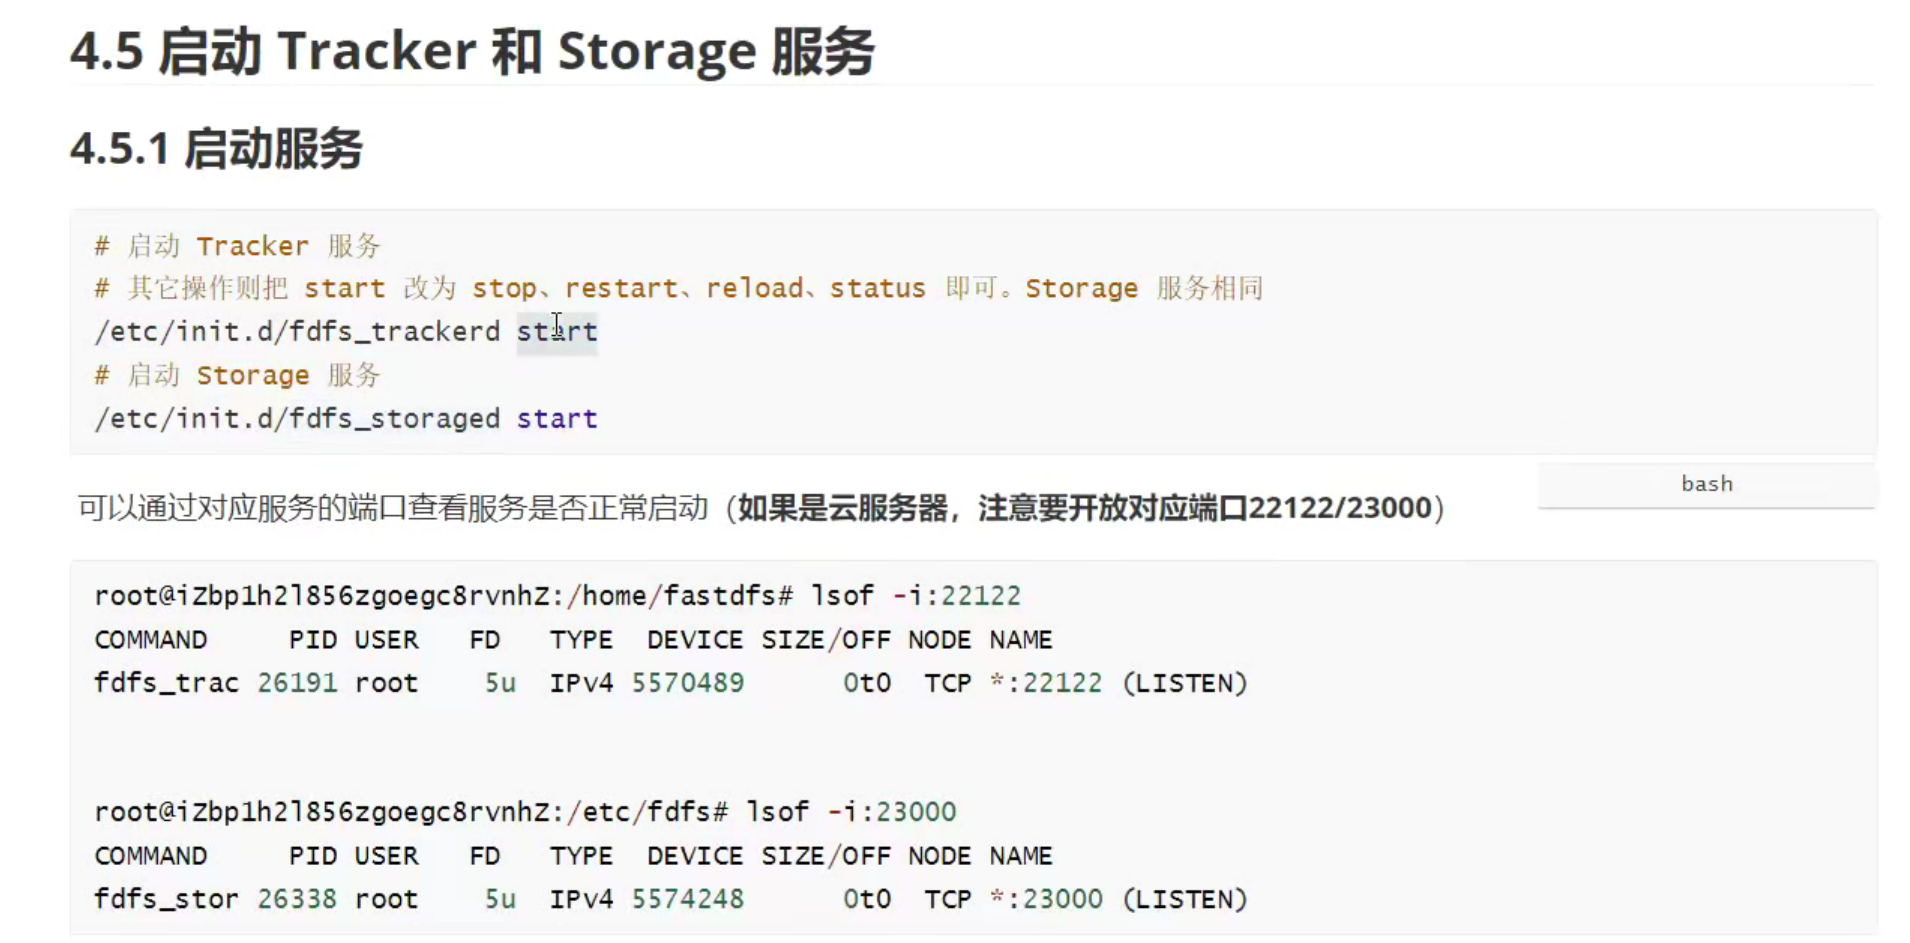 4.5 启动 Tracker 和 Storage 服务
4.5.1 启动服务
# 启动 Tracker 服务
# 其它操作则把 start 改为 stop、restart、reload、status 即可。Storage 服务相同
/etc/init.d/fdfs_trackerd start
# 启动 Storage 服务
/etc/init.d/fdfs_storaged start
bash
可以通过对应服务的端口查看服务是否正常启动（如果是云服务器，注意要开放对应端口22122/23000）
root@iZbp1h2l856zgoegc8rvnhZ:/home/fastdfs# lsof -i:22122
COMMAND     PID USER   FD   TYPE  DEVICE SIZE/OFF NODE NAME
fdfs_trac 26191 root    5u  IPv4 5570489      0t0  TCP *:22122 (LISTEN)
root@iZbp1h2l856zgoegc8rvnhZ:/etc/fdfs# lsof -i:23000
COMMAND     PID USER   FD   TYPE  DEVICE SIZE/OFF NODE NAME
fdfs_stor 26338 root    5u  IPv4 5574248      0t0  TCP *:23000 (LISTEN)